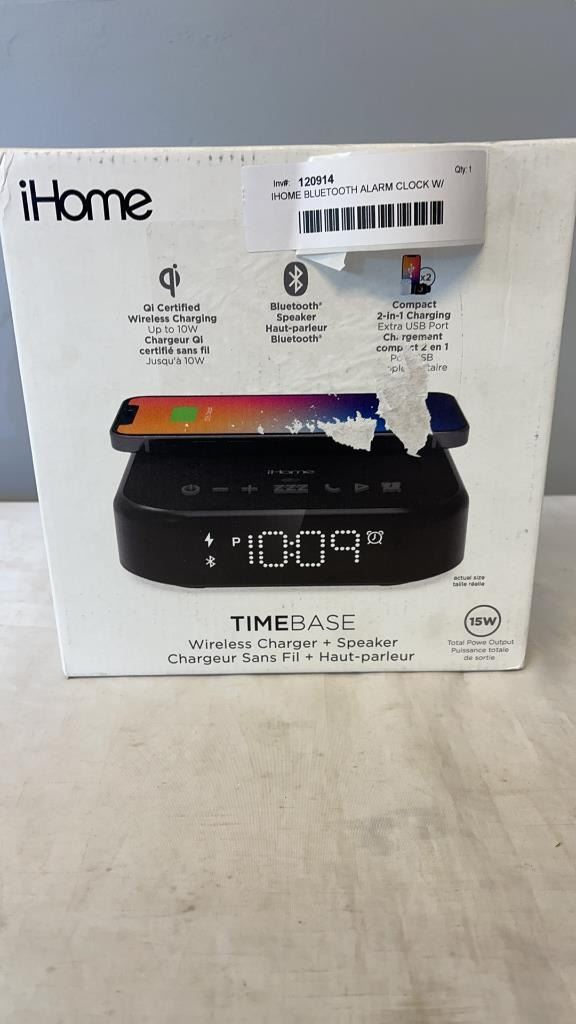 iHome
Inv#: 120914
Qty: 1
IHOME BLUETOOTH ALARM CLOCK W/
Qi Certified
Wireless Charging
Up to 10W
Chargeur Qi
certifié sans fil
Jusqu'à 10W
Bluetooth®
Speaker
Haut-parleur
Bluetooth®
x2
Compact
2-in-1 Charging
Extra USB Port
2 en 1
iHome
ZZZ
P 10:09
actual size
taille réelle
TIMEBASE
Wireless Charger + Speaker
Chargeur Sans Fil + Haut-parleur
15W
Total Powe Output
Puissance totale
de sortie